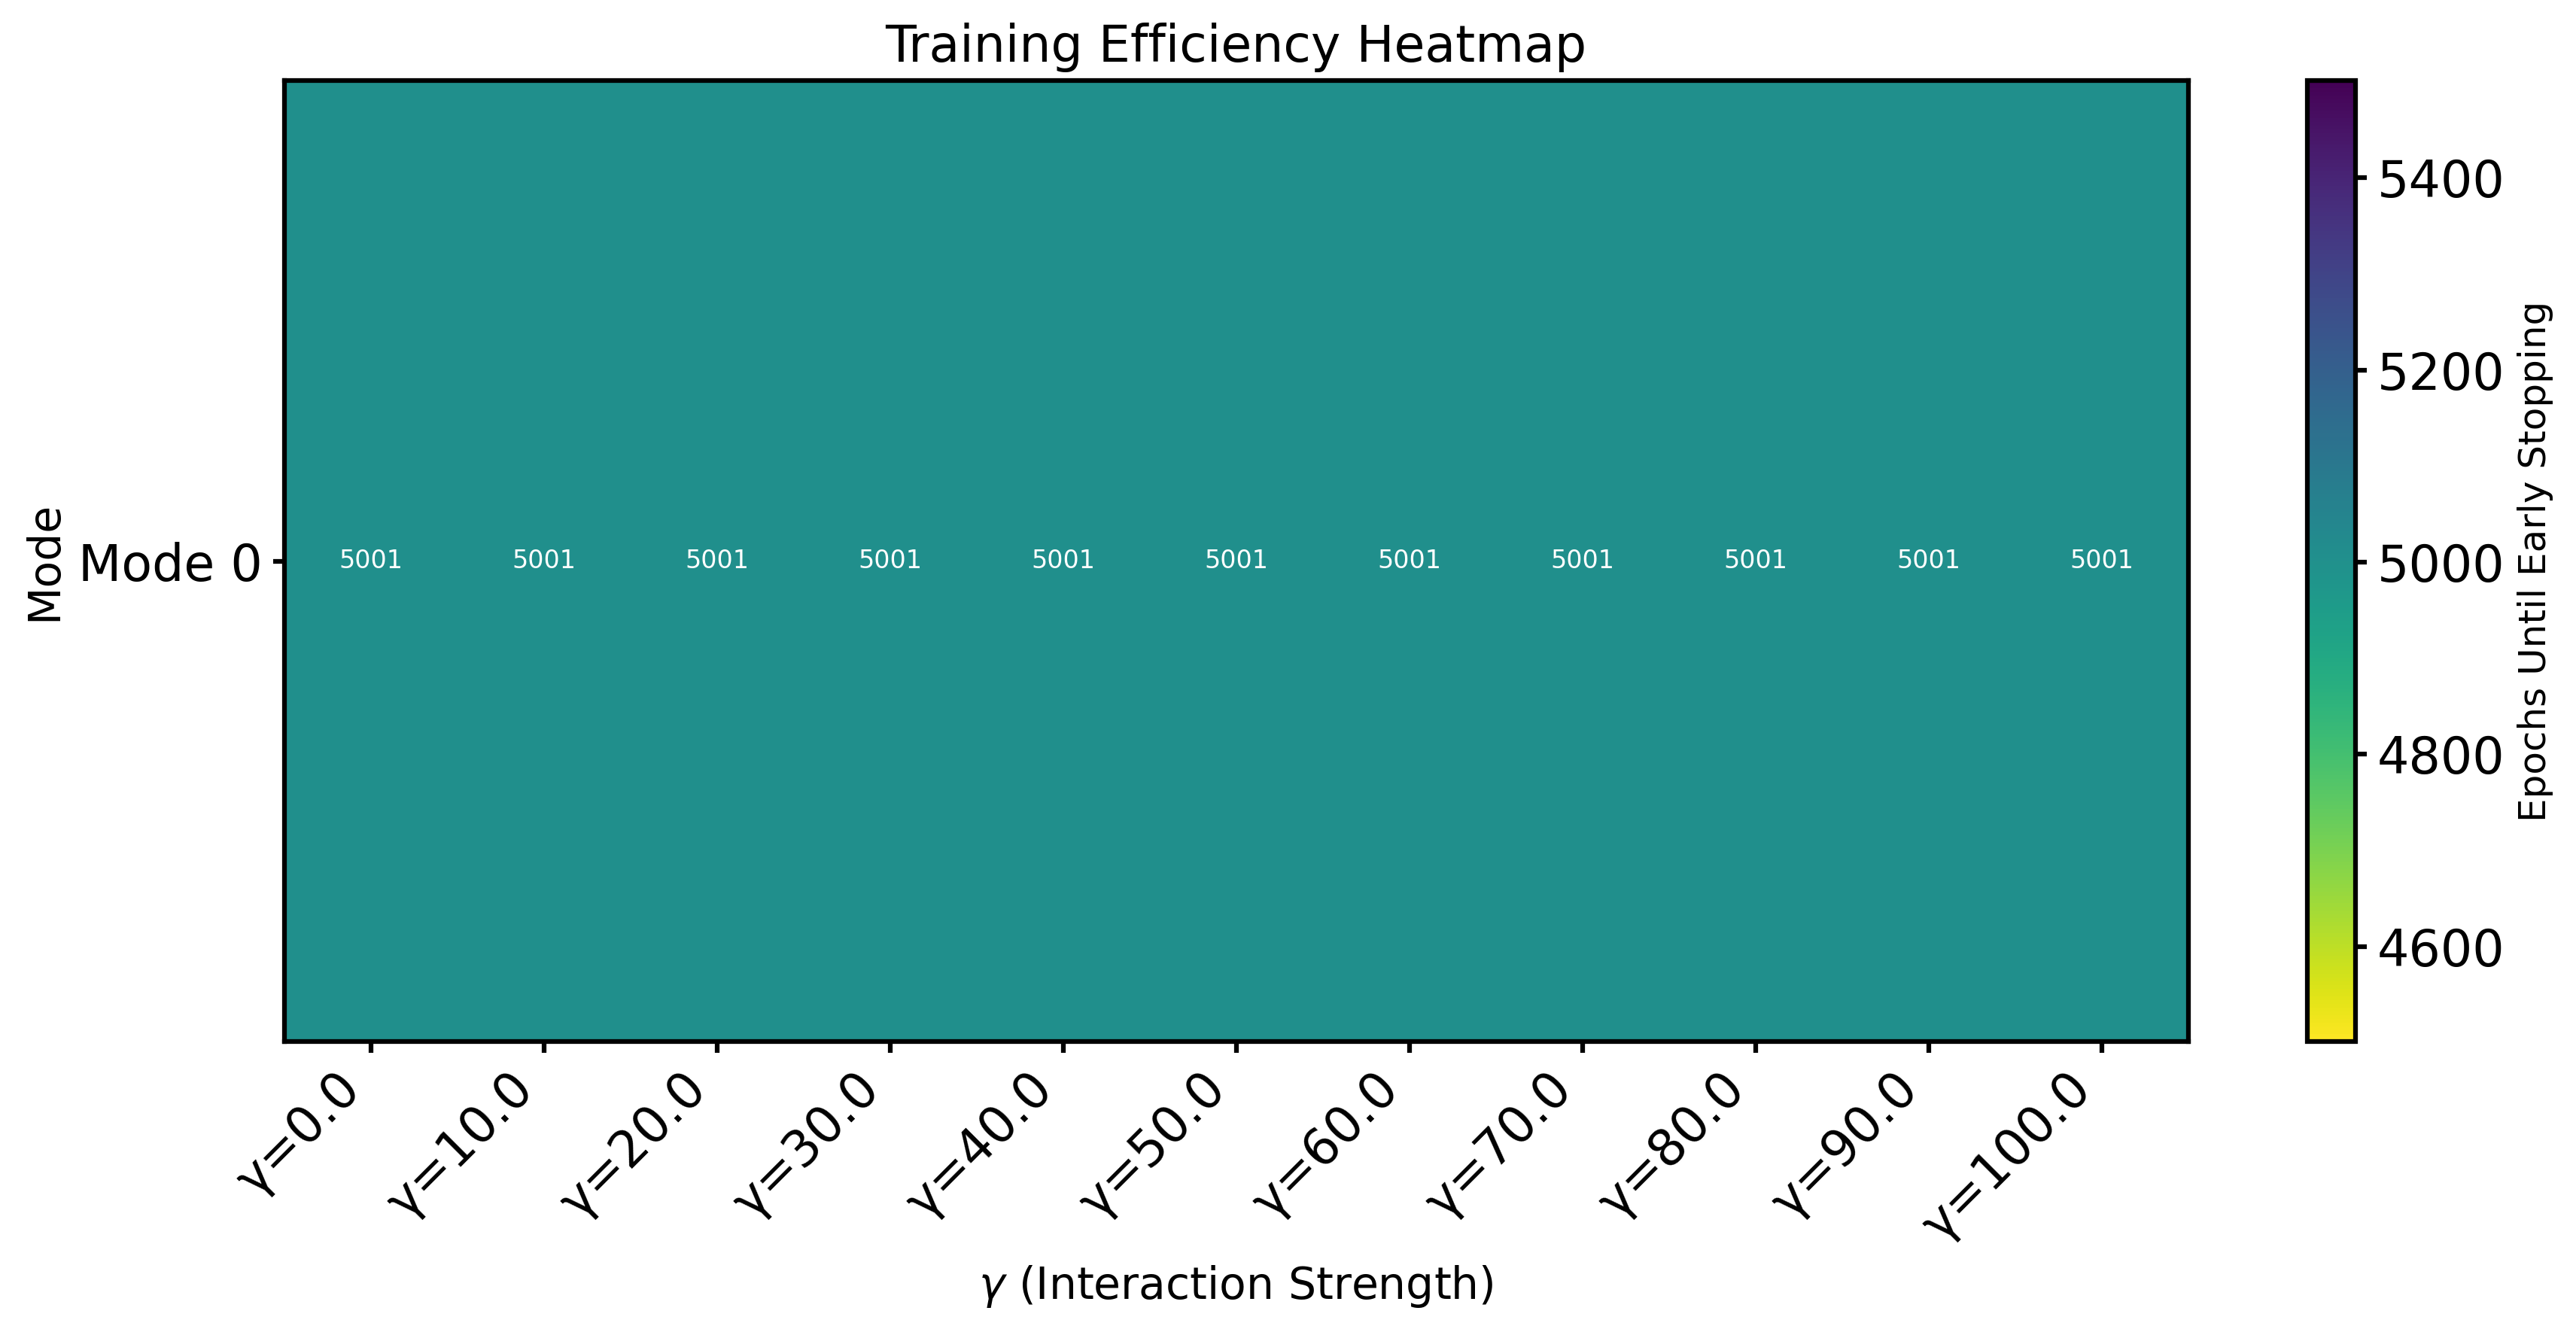 Training Efficiency Heatmap
Mode
Mode 0
5001 5001 5001 5001 5001 5001 5001 5001 5001 5001 5001
γ=0.0 γ=10.0 γ=20.0 γ=30.0 γ=40.0 γ=50.0 γ=60.0 γ=70.0 γ=80.0 γ=90.0 γ=100.0
γ (Interaction Strength)
5400
5200
5000
4800
4600
Epochs Until Early Stopping